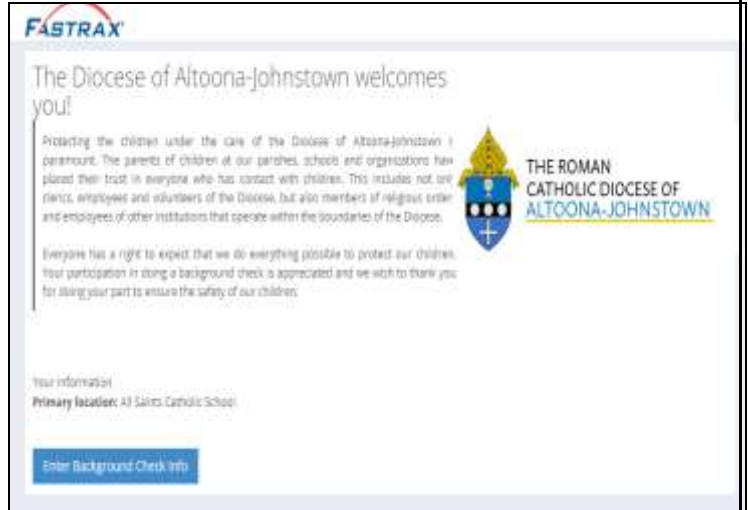 FASTRAX
The Diocese of Altoona-Johnstown welcomes
you!
Protecting the children under the care of the Diocese of Altoona-Johnstown i
paramount. The parents of children at our parishes, schools and organizations hav
placed their trust in everyone who has contact with children. This includes not onl
clerics, employees and volunteers of the Diocese, but also members of religious order
and employees of other institutions that operate within the boundaries of the Diocese.
Everyone has a right to expect that we do everything possible to protect our children.
Your participation in doing a background check is appreciated and we wish to thank you
for doing your part to ensure the safety of our children.
THE ROMAN
CATHOLIC DIOCESE OF
ALTOONA-JOHNSTOWN
Your information
Primary location: All Saints Catholic School
Enter Background Check Info